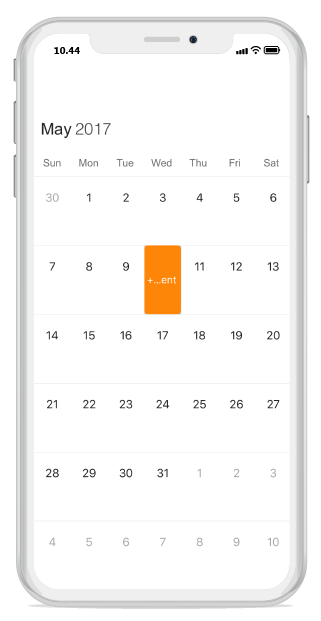 10.44
May 2017
Sun Mon Tue Wed Thu Fri Sat
30 1 2 3 4 5 6
7 8 9 +...ent 11 12 13
14 15 16 17 18 19 20
21 22 23 24 25 26 27
28 29 30 31 1 2 3
4 5 6 7 8 9 10